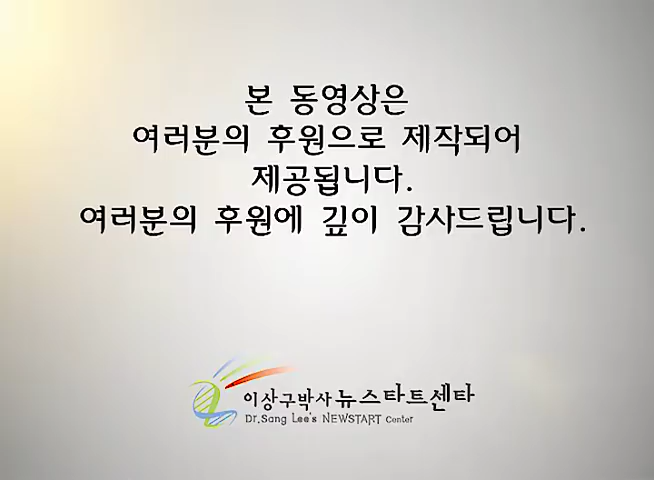 본 동영상은
여러분의 후원으로 제작되어
제공됩니다.
여러분의 후원에 깊이 감사드립니다.
이상구박사 뉴스타트센타
Dr.Sang Lee's NEWSTART Center